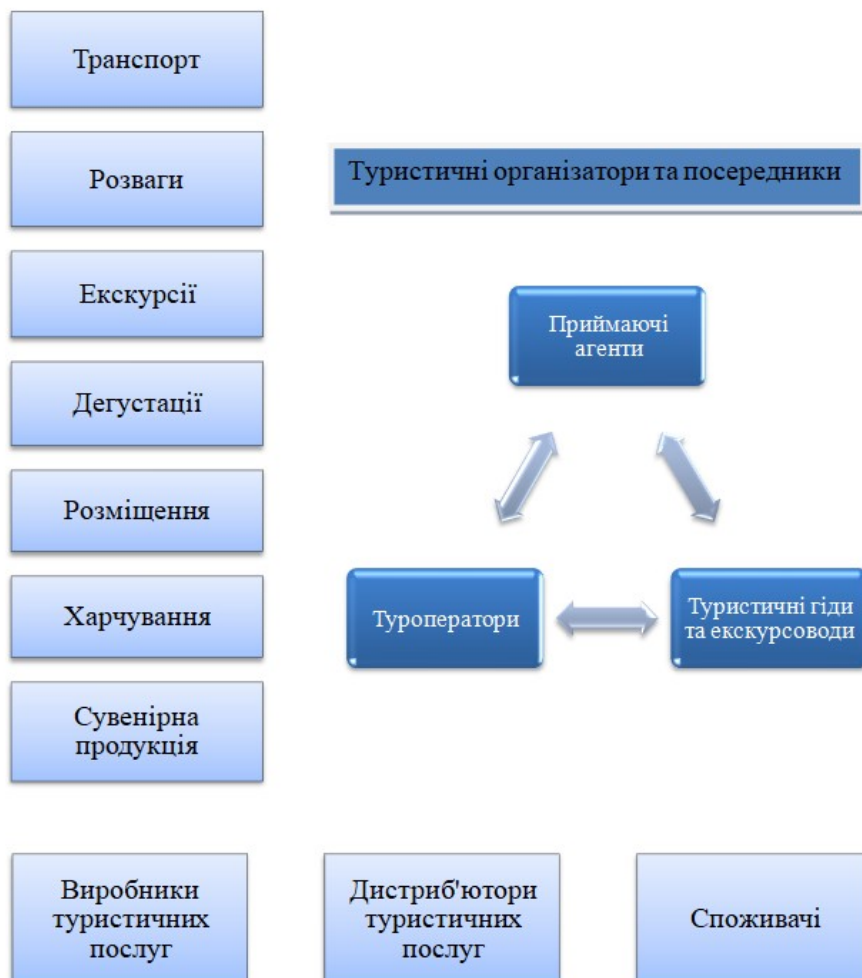 Транспорт
Розваги
Екскурсії
Дегустації
Розміщення
Харчування
Сувенірна
продукція
Туристичні організатори та посередники
Приймаючі
агенти
Туроператори
Туристичні гіди
та екскурсоводи
Виробники
туристичних
послуг
Дистриб'ютори
туристичних
послуг
Споживачі